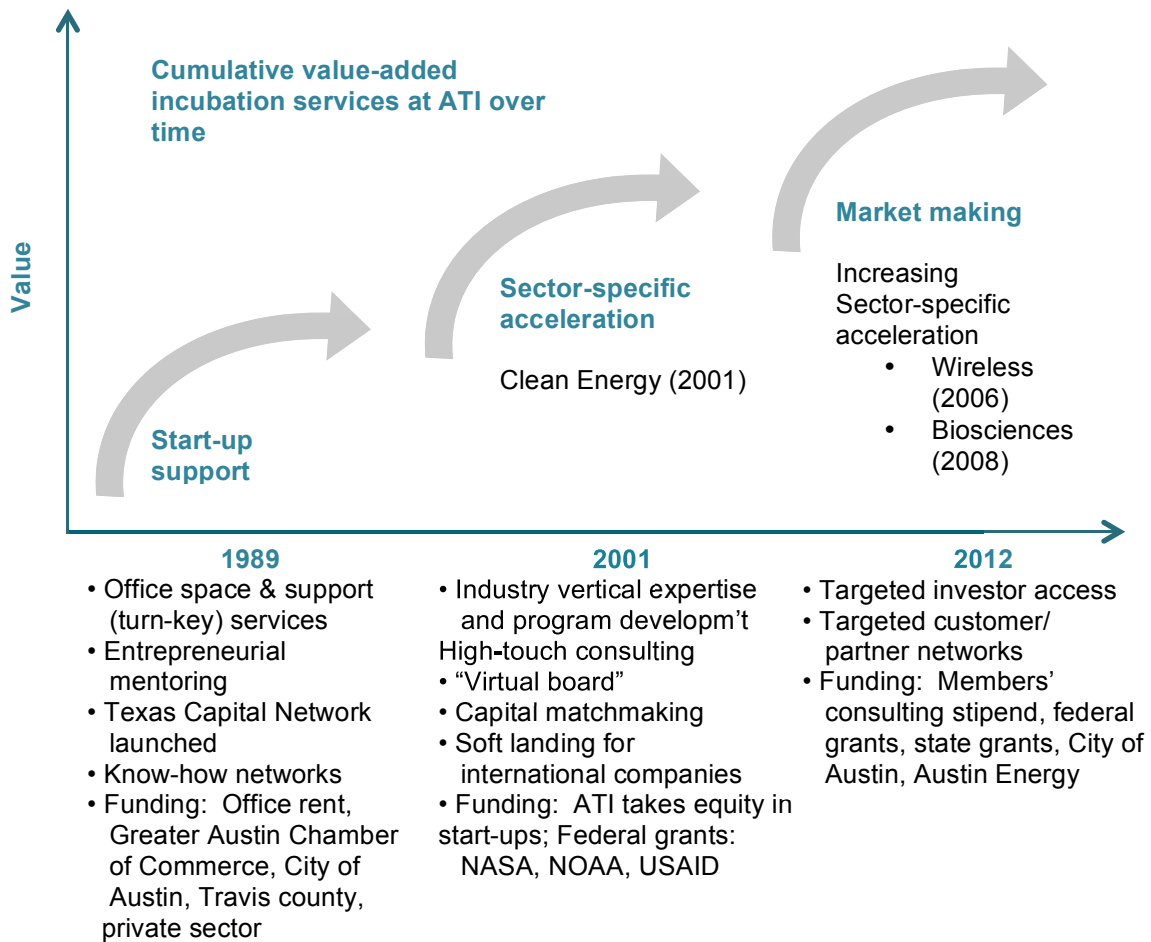 Cumulative value-added
incubation services at ATI over
time
Value
Start-up
support
Sector-specific
acceleration
Clean Energy (2001)
Market making
Increasing
Sector-specific
acceleration
• Wireless
(2006)
• Biosciences
(2008)
1989
• Office space & support
(turn-key) services
• Entrepreneurial
mentoring
• Texas Capital Network
launched
• Know-how networks
• Funding: Office rent,
Greater Austin Chamber
of Commerce, City of
Austin, Travis county,
private sector
2001
• Industry vertical expertise
and program developm't
High-touch consulting
• “Virtual board”
• Capital matchmaking
• Soft landing for
international companies
• Funding: ATI takes equity in
start-ups; Federal grants:
NASA, NOAA, USAID
2012
• Targeted investor access
• Targeted customer/
partner networks
• Funding: Members’
consulting stipend, federal
grants, state grants, City of
Austin, Austin Energy